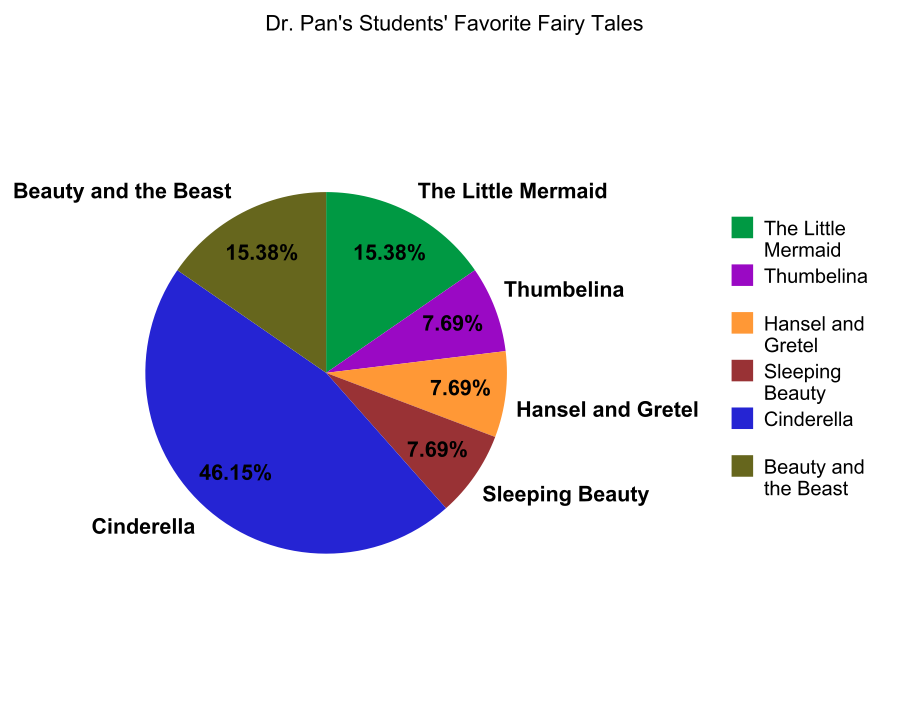 Dr. Pan's Students' Favorite Fairy Tales
Beauty and the Beast
The Little Mermaid
15.38%
15.38%
Thumbelina
7.69%
7.69%
Hansel and Gretel
7.69%
Sleeping Beauty
46.15%
Cinderella
The Little
Mermaid
Thumbelina
Hansel and
Gretel
Sleeping
Beauty
Cinderella
Beauty and
the Beast